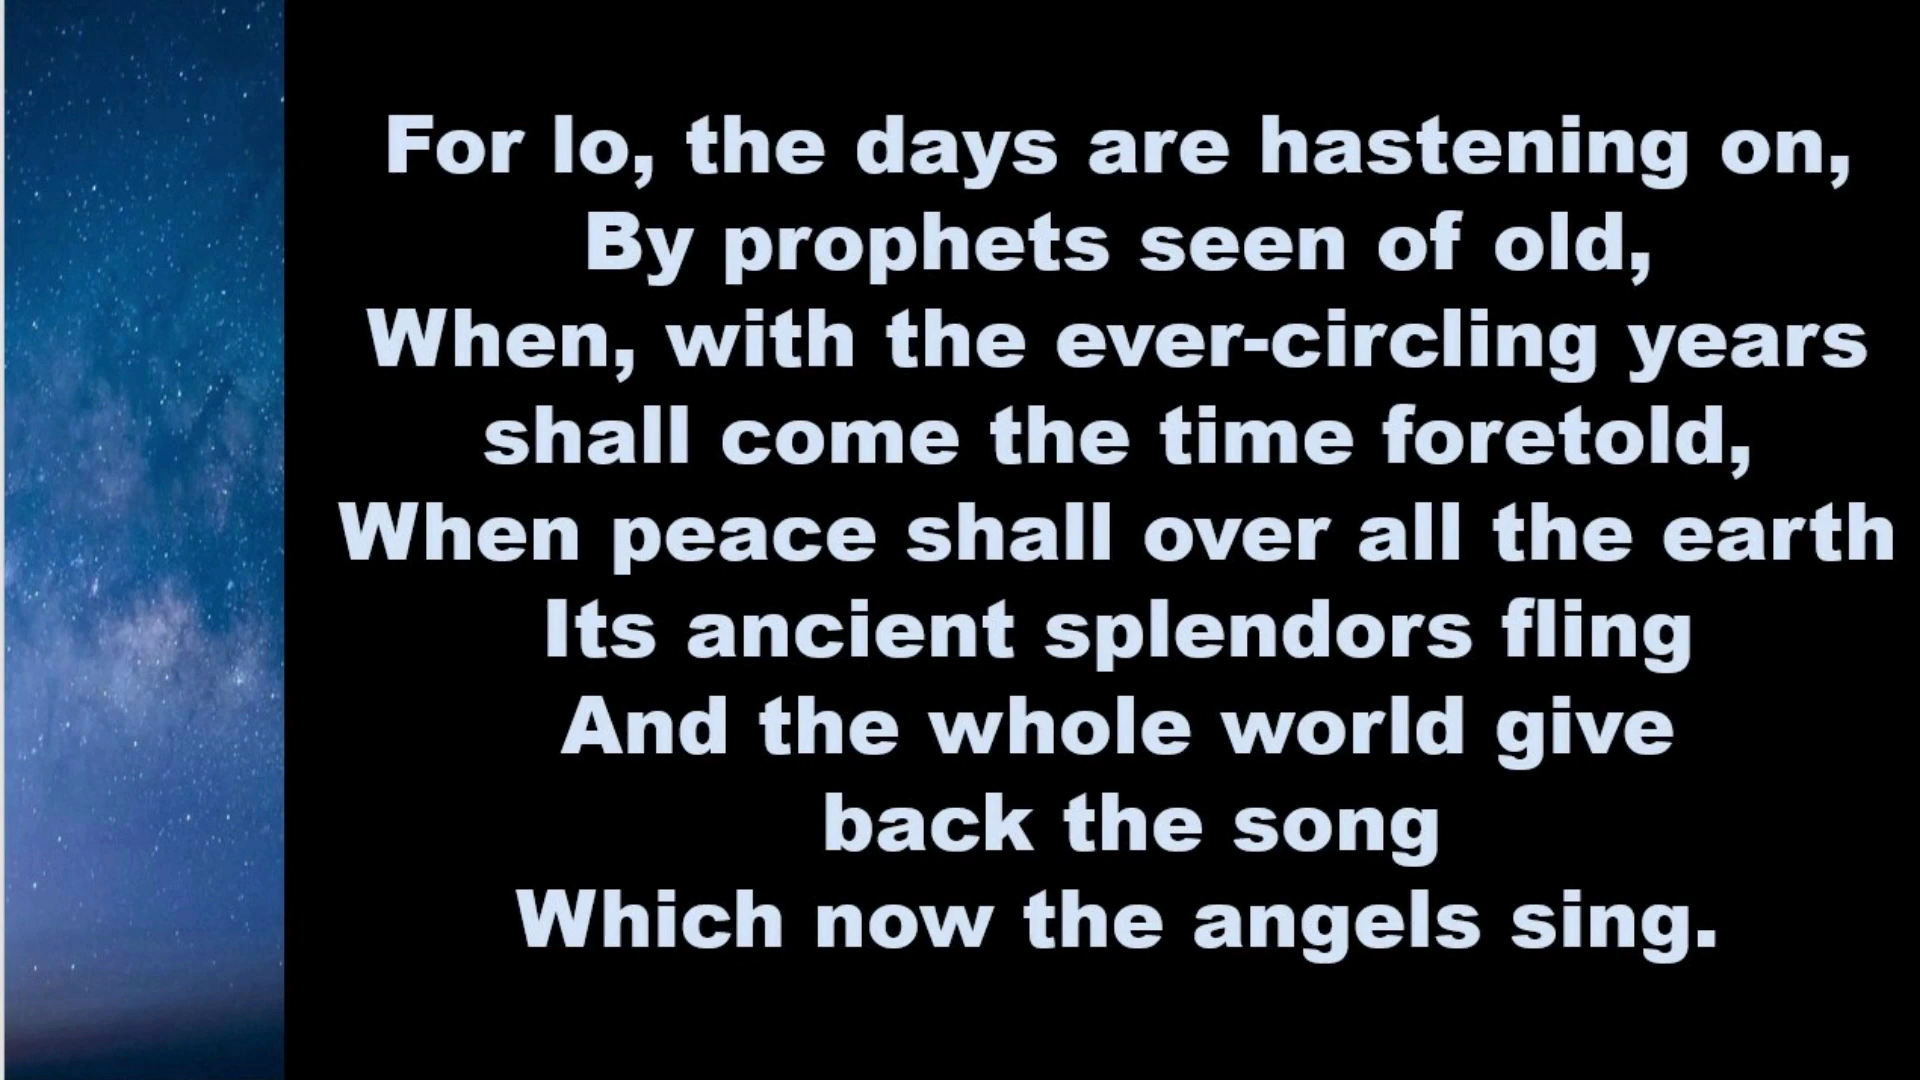 For lo, the days are hastening on,
By prophets seen of old,
When, with the ever-circling years
shall come the time foretold,
When peace shall over all the earth
Its ancient splendors fling
And the whole world give
back the song
Which now the angels sing.